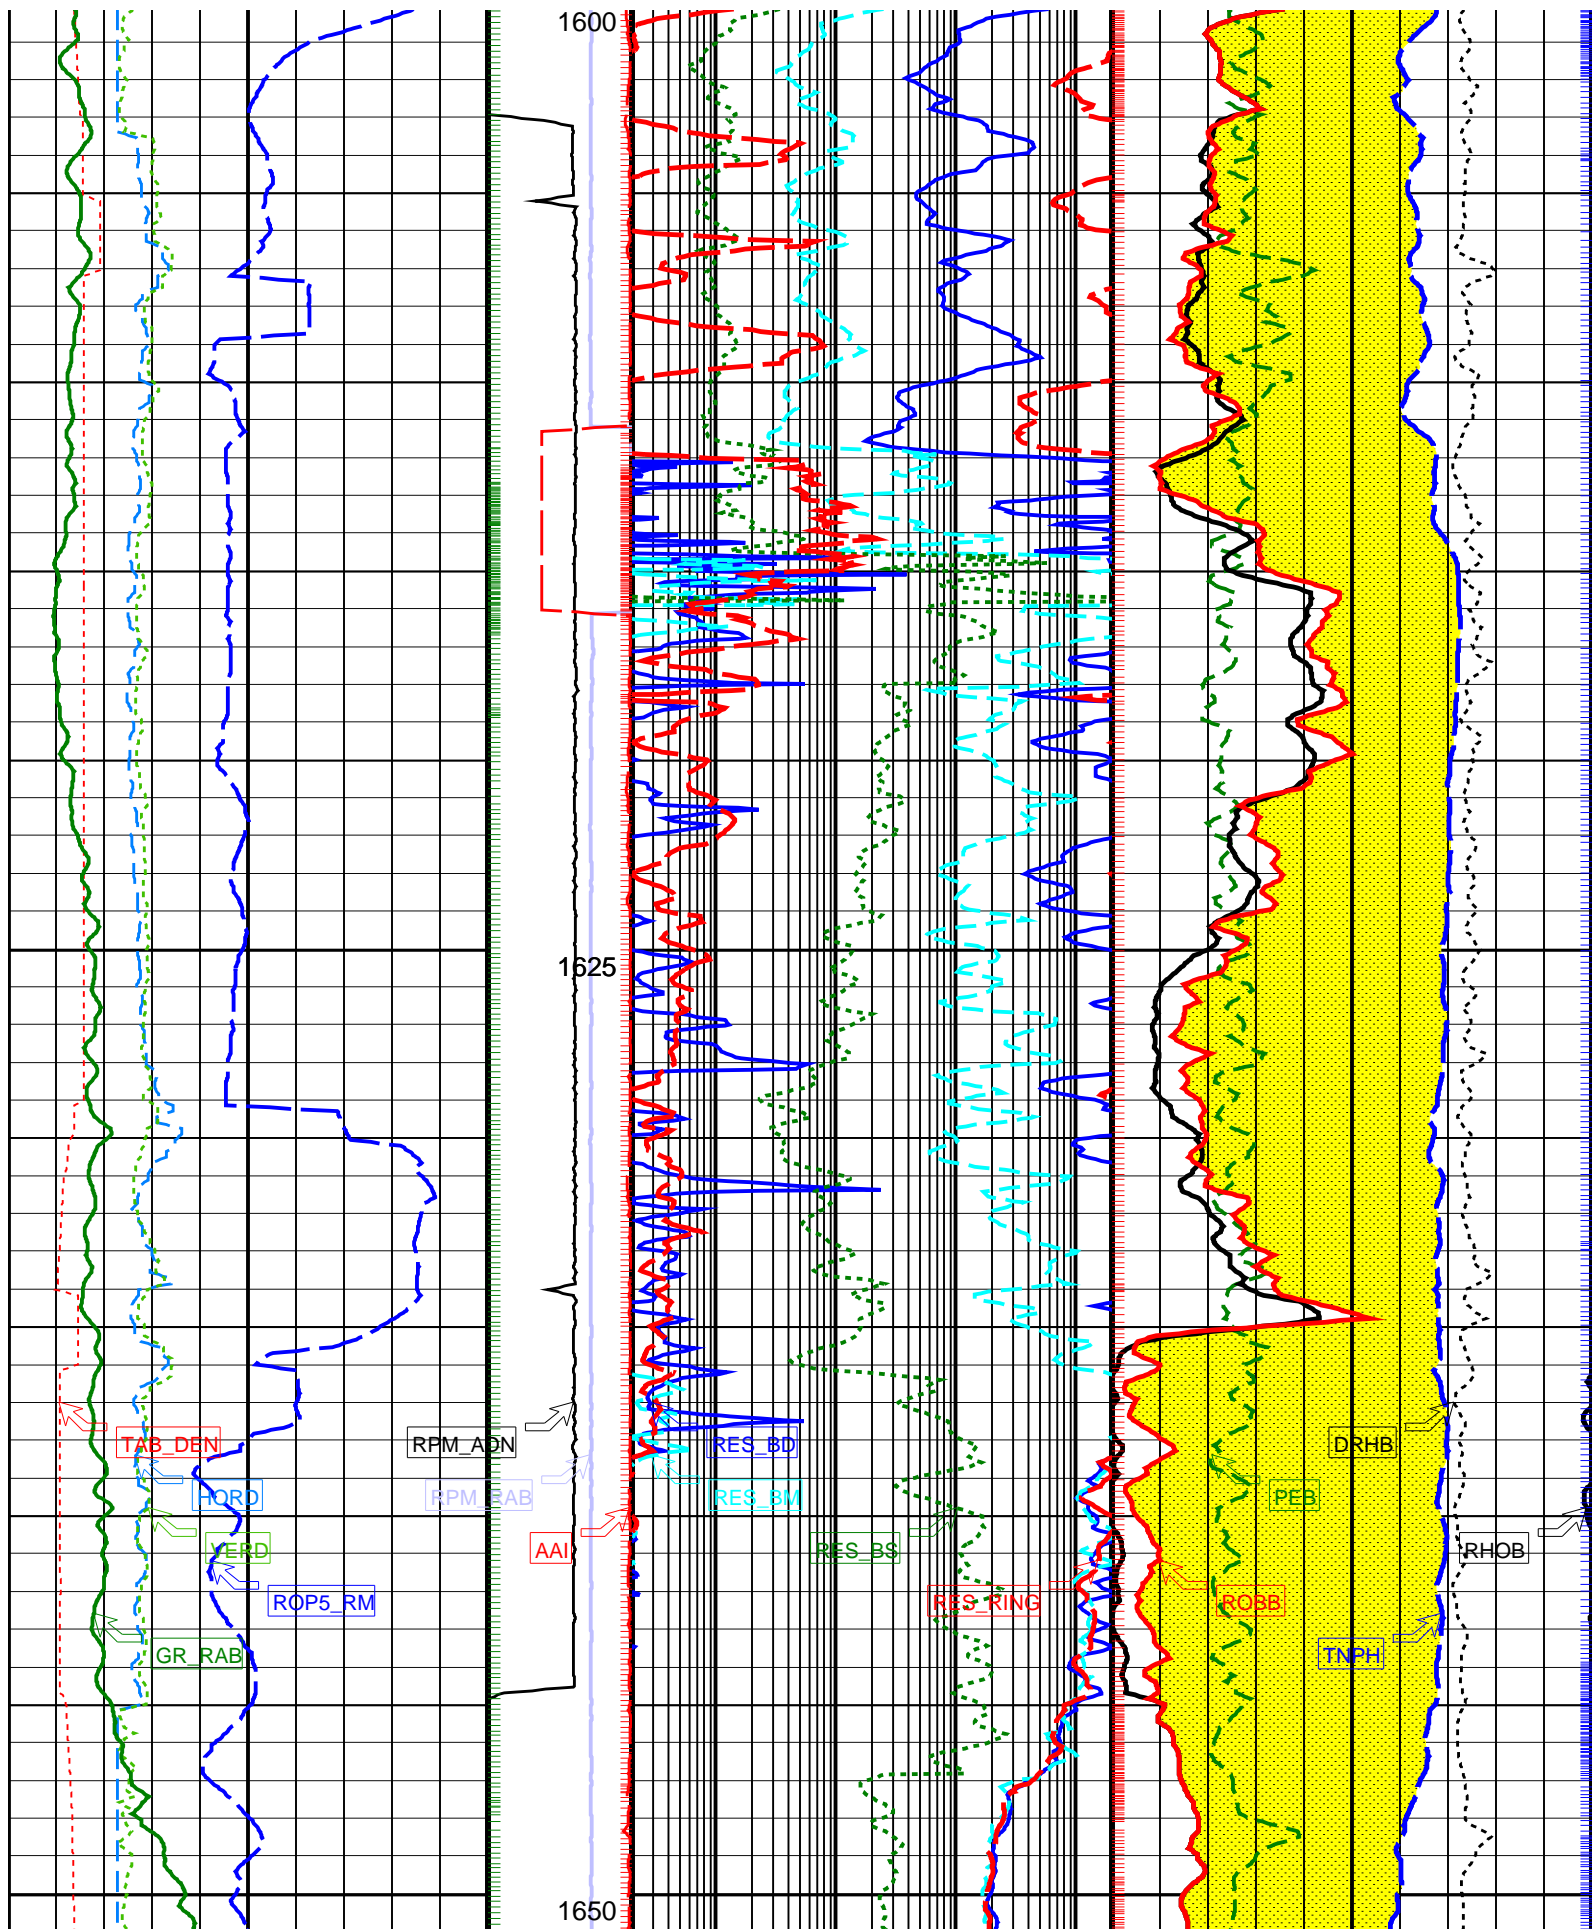 1600
1625
TAB_DEN
RPM_ADN
RES_BD
DRHB
HORD
RPM_RAB
RES_BM
PEB
VERD
AAI
RES_BS
RHOB
ROP5_RM
RES_RING
ROBB
GR_RAB
TNPH
1650